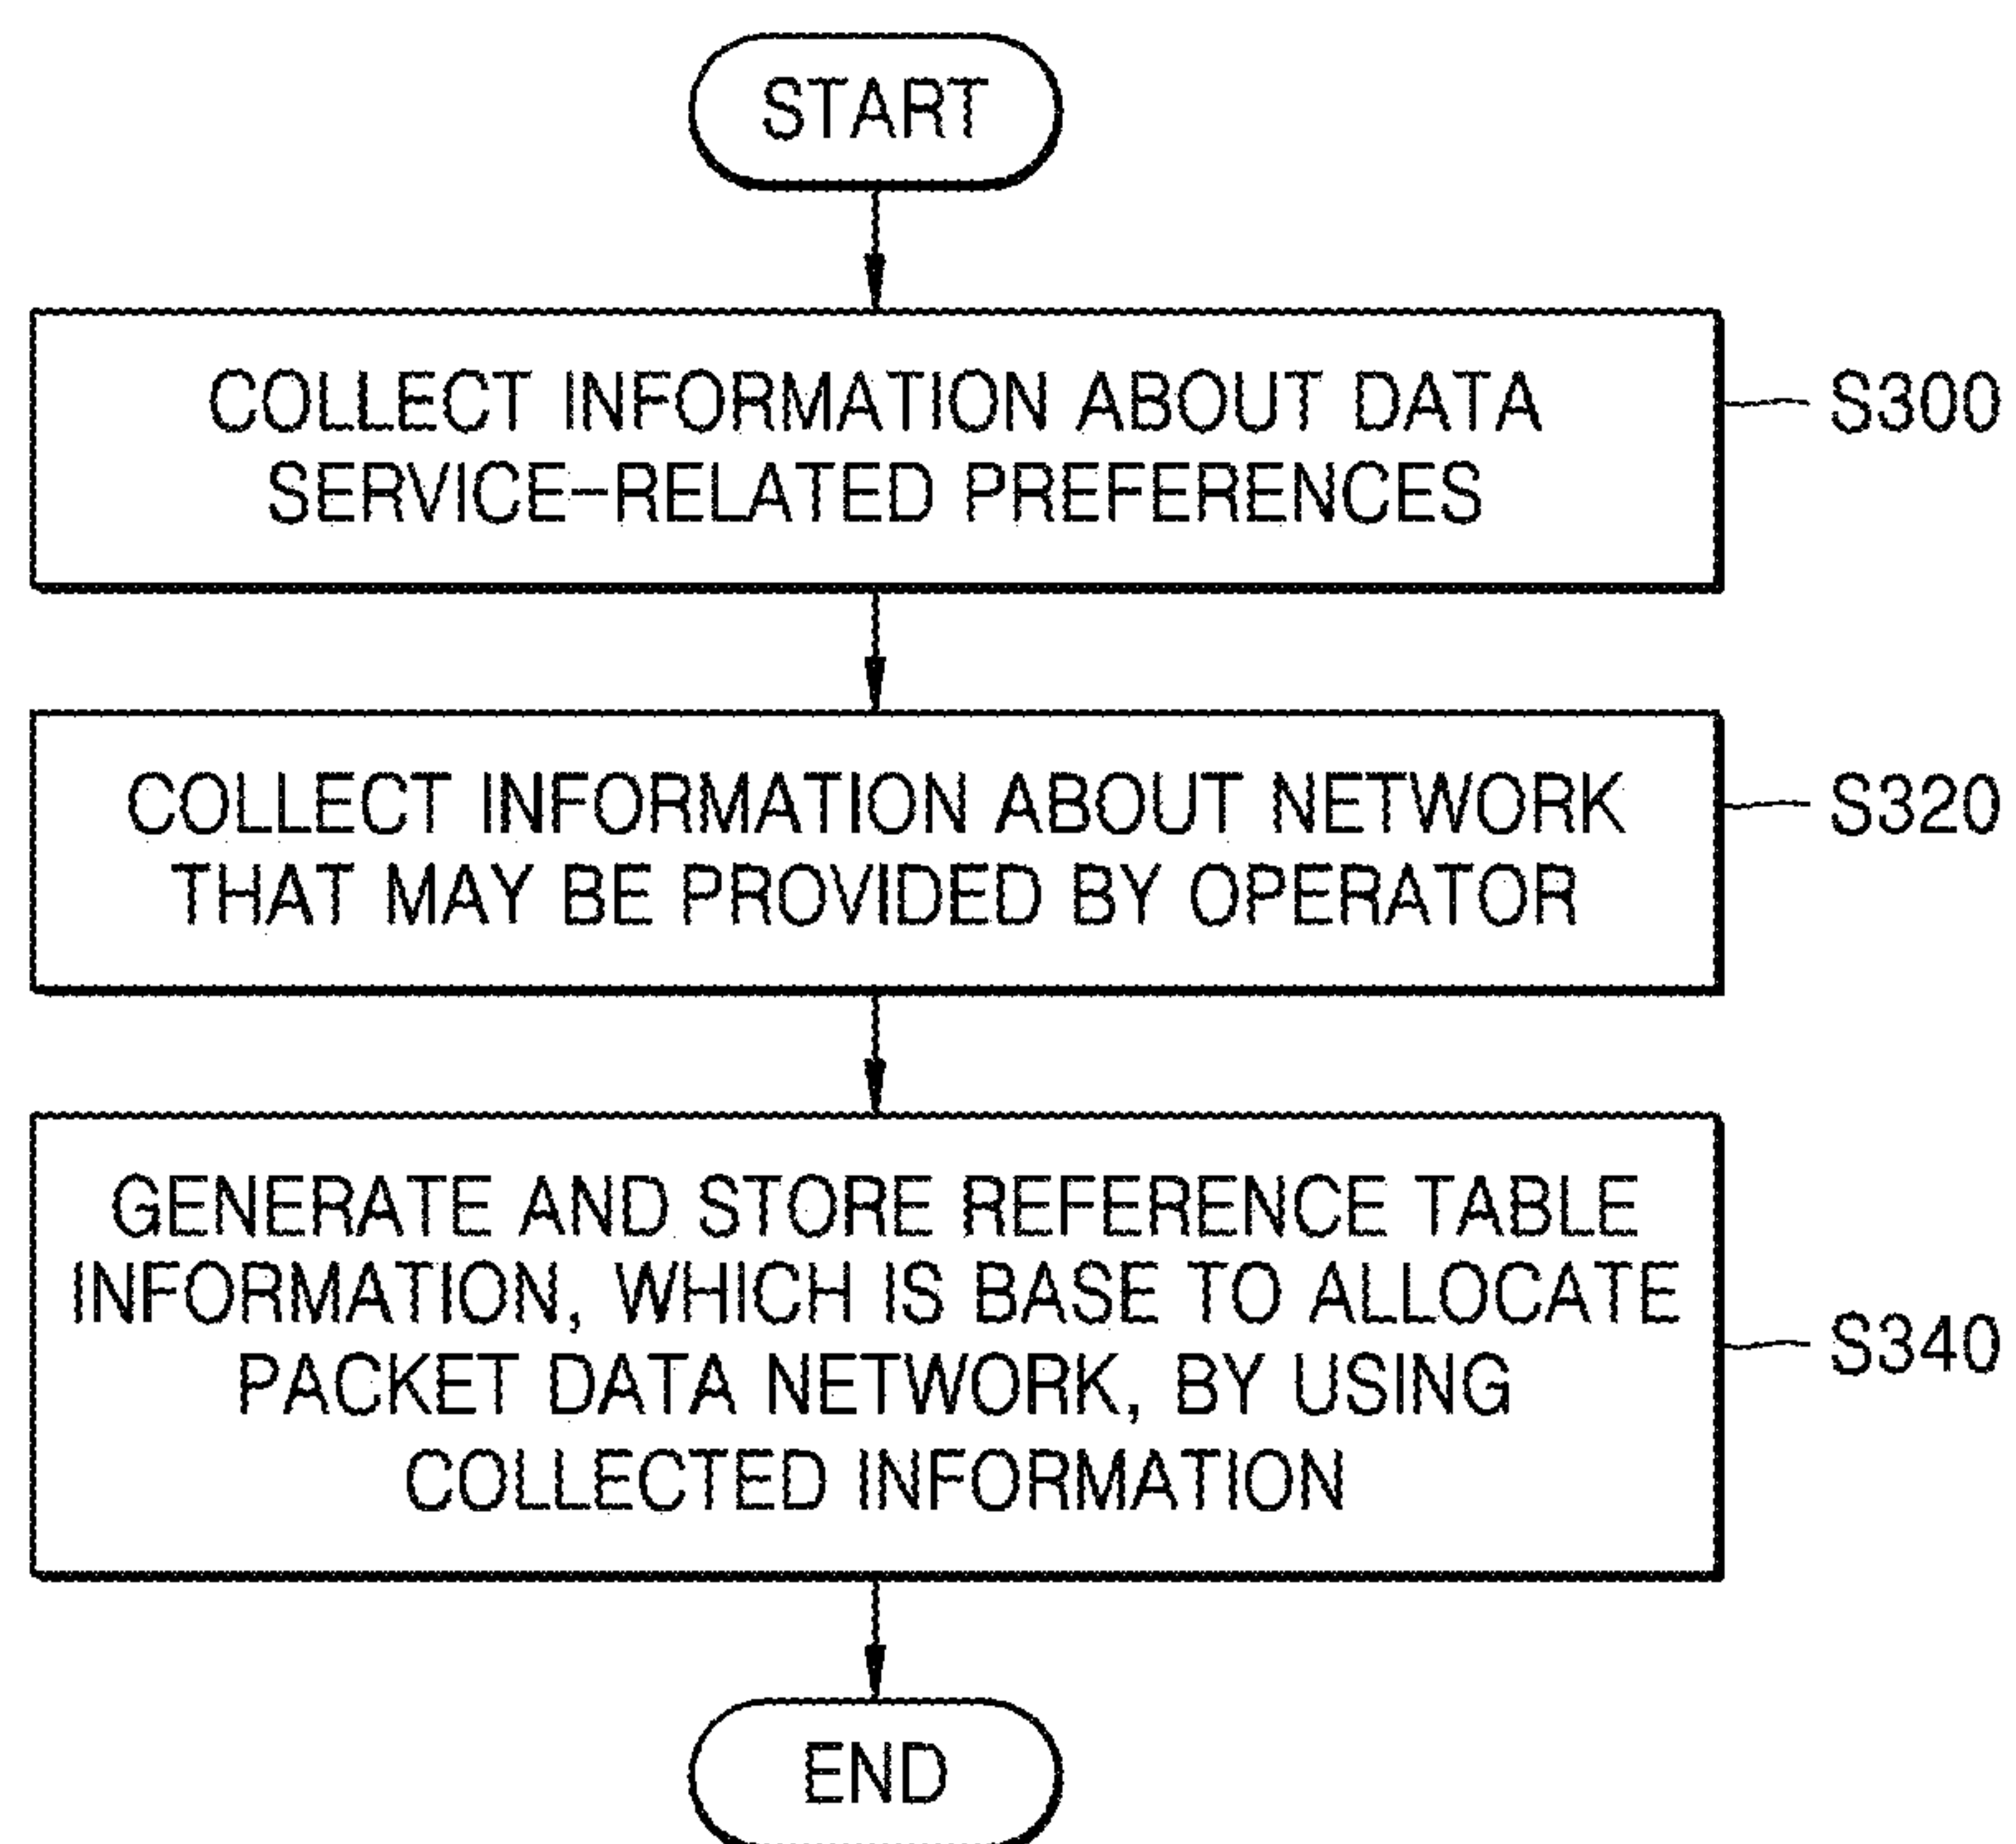 START
COLLECT INFORMATION ABOUT DATA
SERVICE-RELATED PREFERENCES
S300
COLLECT INFORMATION ABOUT NETWORK
THAT MAY BE PROVIDED BY OPERATOR
S320
GENERATE AND STORE REFERENCE TABLE
INFORMATION, WHICH IS BASE TO ALLOCATE
PACKET DATA NETWORK, BY USING
COLLECTED INFORMATION
S340
END